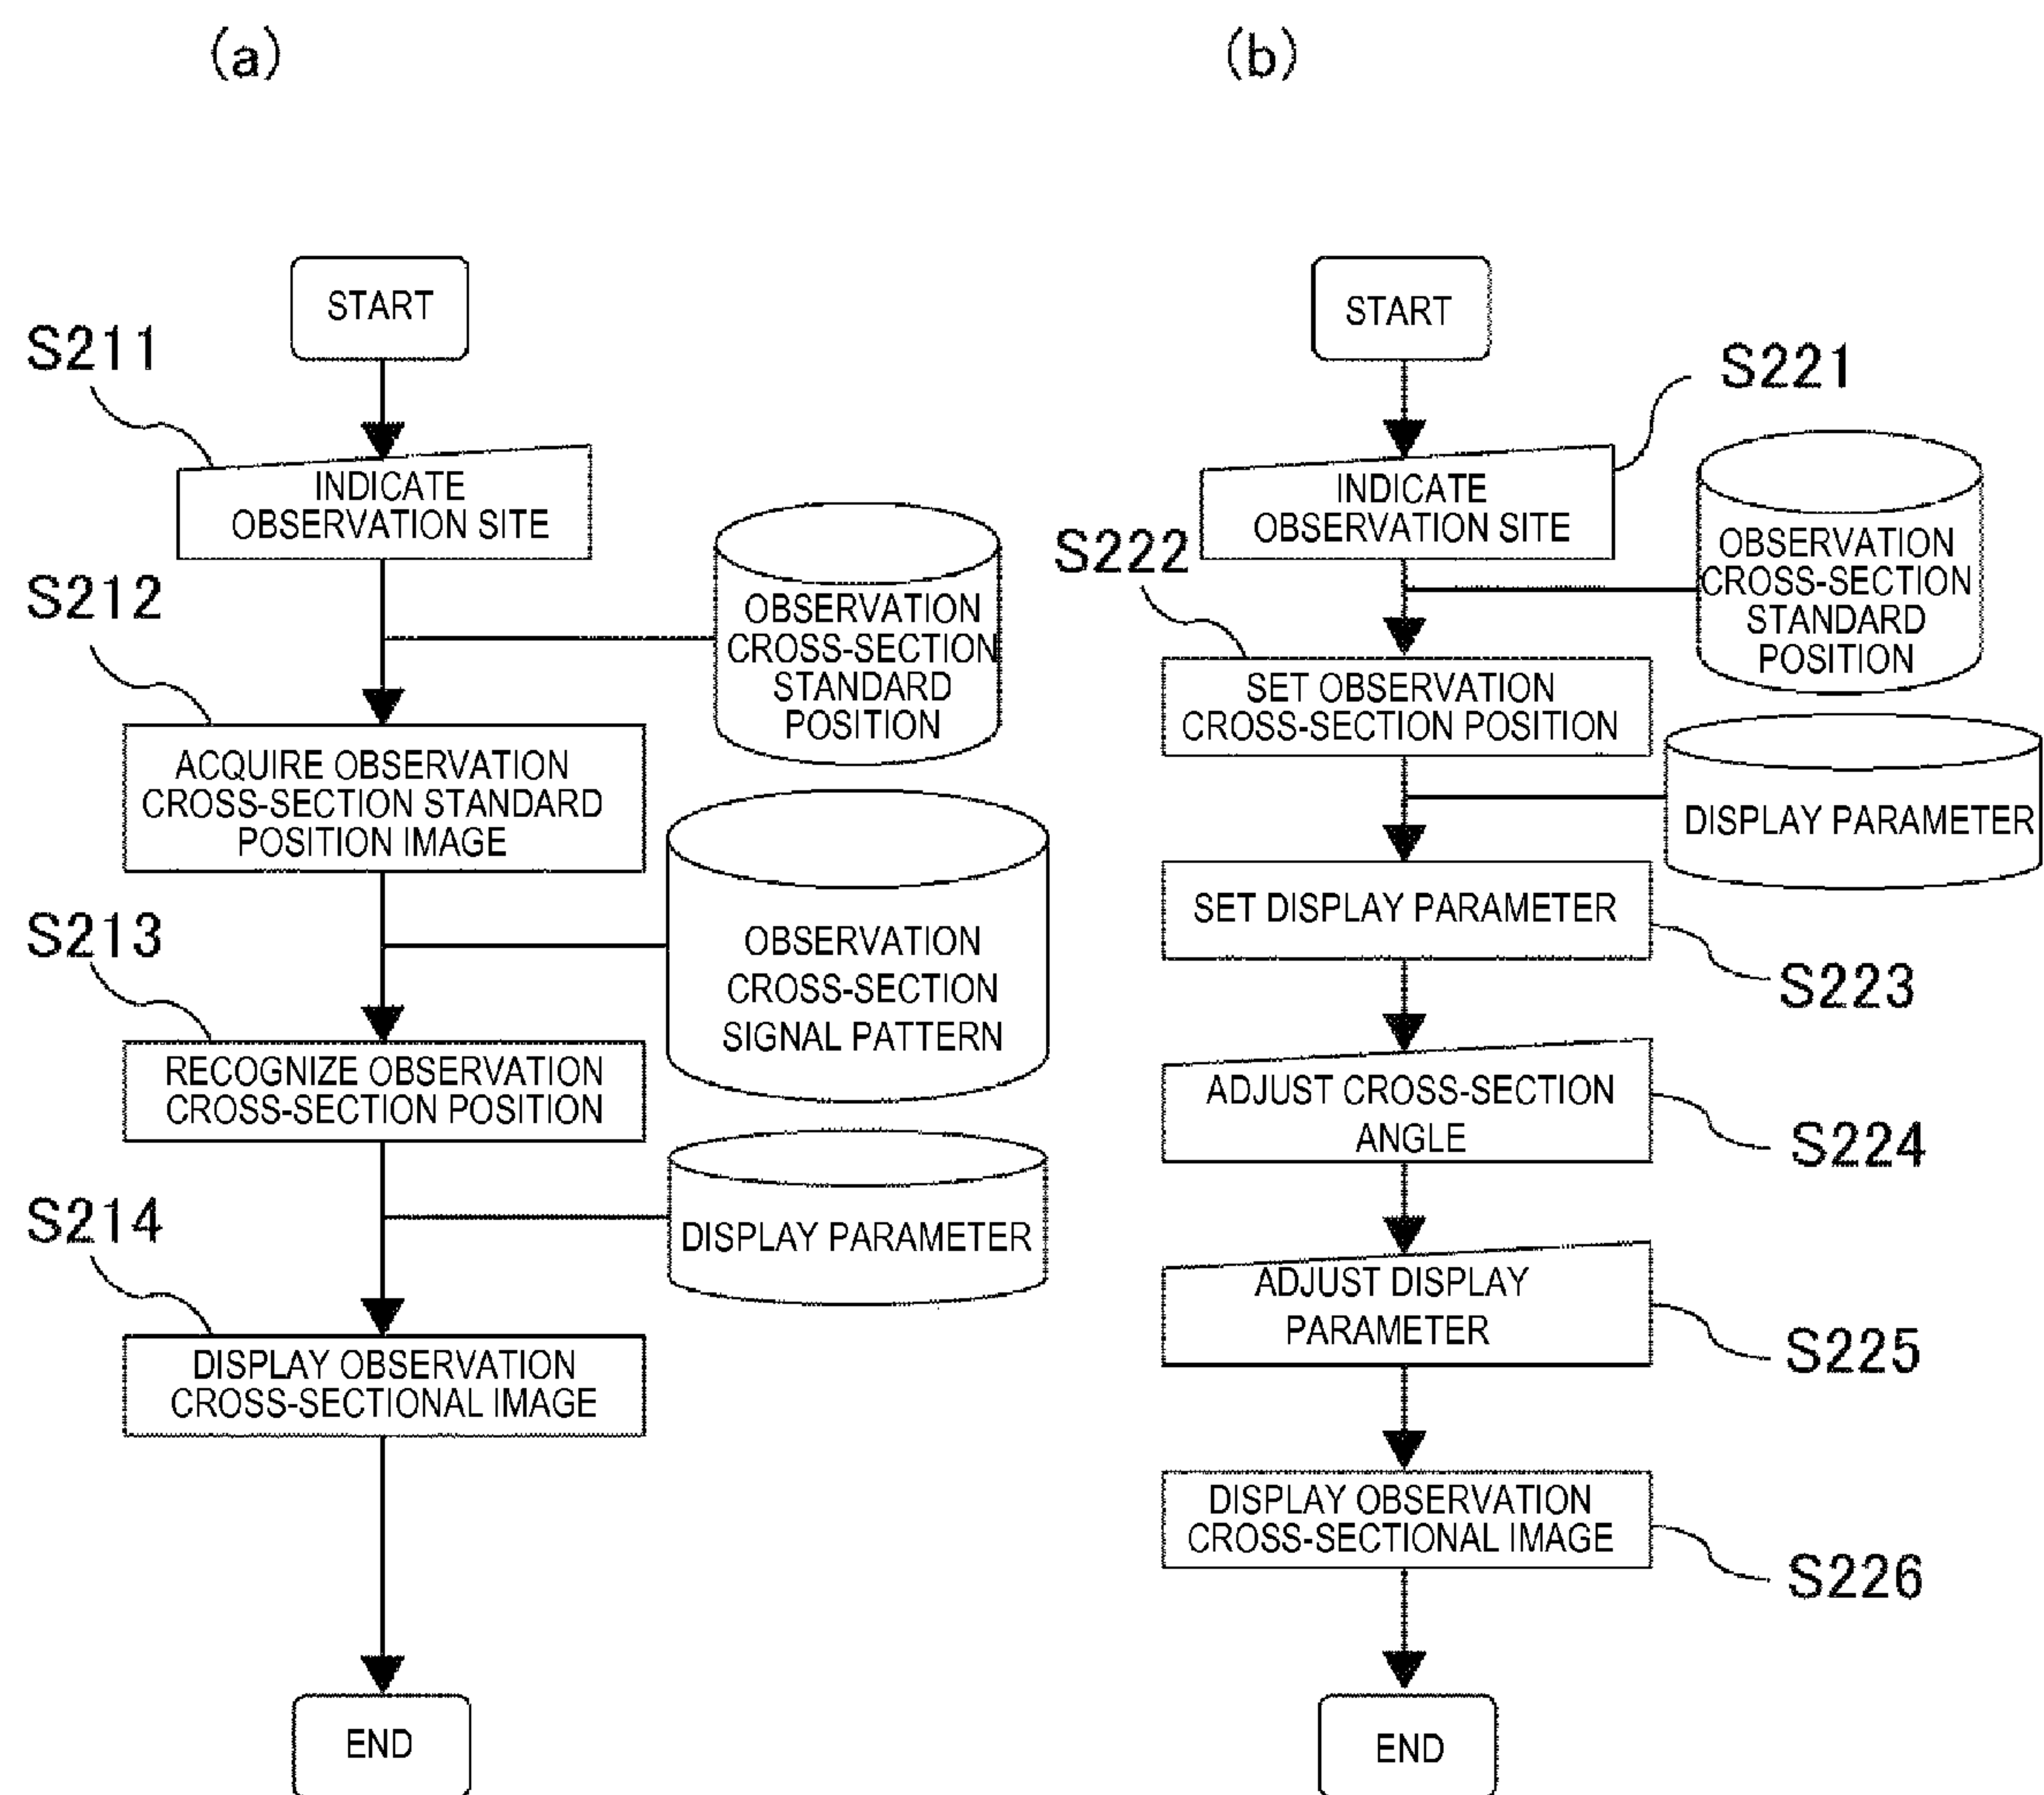 (a)
START
S211
INDICATE
OBSERVATION SITE
OBSERVATION
CROSS-SECTION
STANDARD
POSITION
S212
ACQUIRE OBSERVATION
CROSS-SECTION STANDARD
POSITION IMAGE
OBSERVATION
CROSS-SECTION
SIGNAL PATTERN
S213
RECOGNIZE OBSERVATION
CROSS-SECTION POSITION
DISPLAY PARAMETER
S214
DISPLAY OBSERVATION
CROSS-SECTIONAL IMAGE
END
(b)
START
S221
INDICATE
OBSERVATION SITE
OBSERVATION
CROSS-SECTION
STANDARD
POSITION
S222
SET OBSERVATION
CROSS-SECTION POSITION
DISPLAY PARAMETER
SET DISPLAY PARAMETER
S223
ADJUST CROSS-SECTION
ANGLE
S224
ADJUST DISPLAY
PARAMETER
S225
DISPLAY OBSERVATION
CROSS-SECTIONAL IMAGE
S226
END